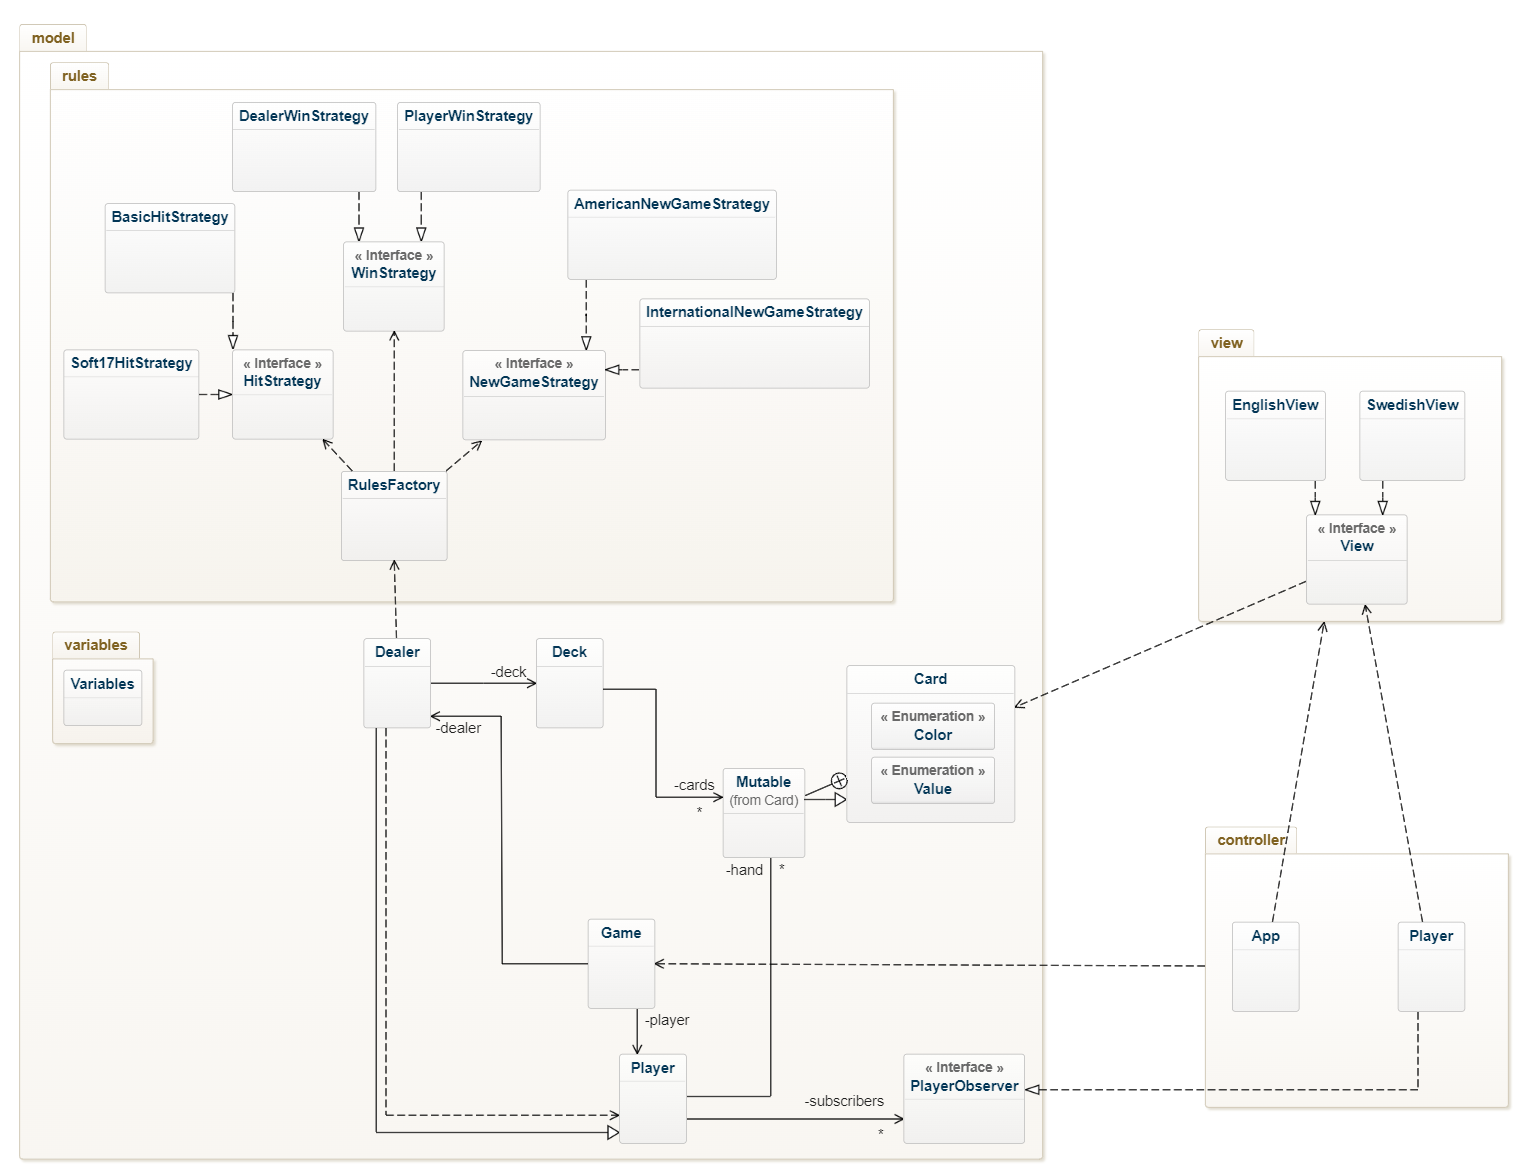 model
rules
DealerWinStrategy
PlayerWinStrategy
BasicHitStrategy
AmericanNewGameStrategy
« Interface »
WinStrategy
InternationalNewGameStrategy
Soft17HitStrategy
« Interface »
HitStrategy
« Interface »
NewGameStrategy
RulesFactory
variables
Variables
Dealer
Deck
-deck
-dealer
Card
« Enumeration »
Color
« Enumeration »
Value
-cards
*
Mutable
(from Card)
-hand
*
Game
-player
Player
-subscribers
*
« Interface »
PlayerObserver
view
EnglishView
SwedishView
« Interface »
View
controller
App
Player